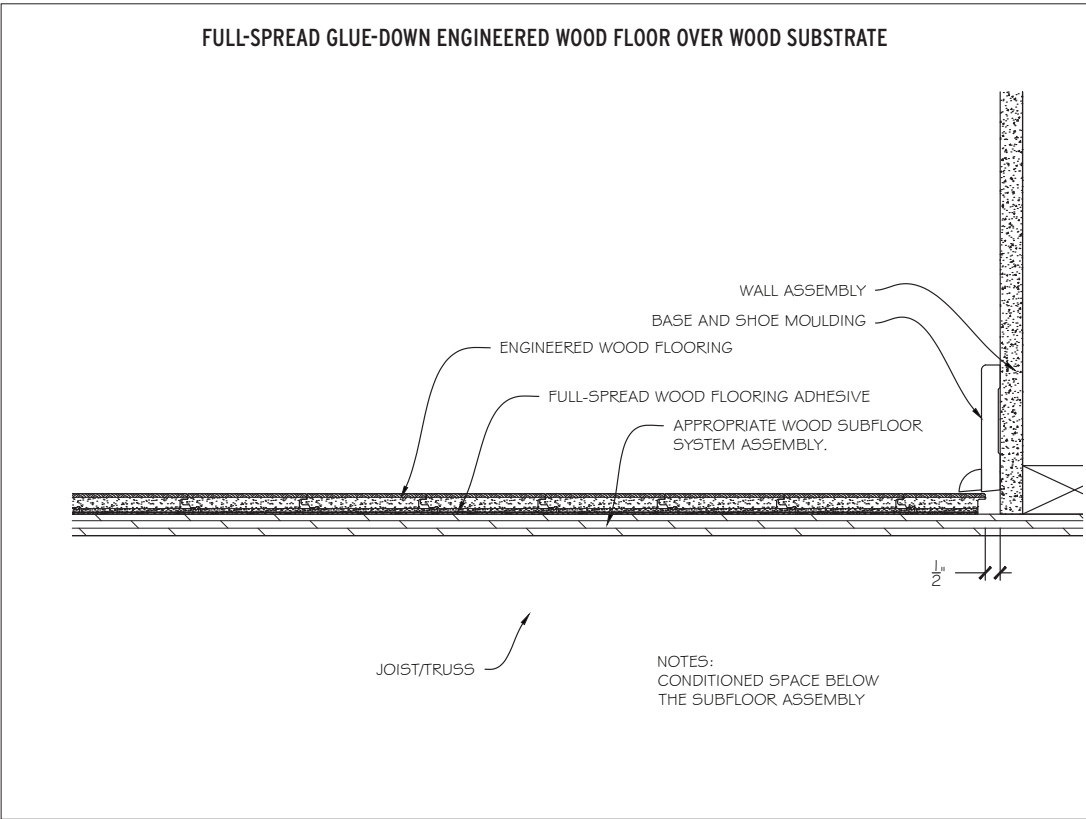 FULL-SPREAD GLUE-DOWN ENGINEERED WOOD FLOOR OVER WOOD SUBSTRATE
WALL ASSEMBLY
BASE AND SHOE MOULDING
ENGINEERED WOOD FLOORING
FULL-SPREAD WOOD FLOORING ADHESIVE
APPROPRIATE WOOD SUBFLOOR
SYSTEM ASSEMBLY.
1/2"
JOIST/TRUSS
NOTES:
CONDITIONED SPACE BELOW
THE SUBFLOOR ASSEMBLY